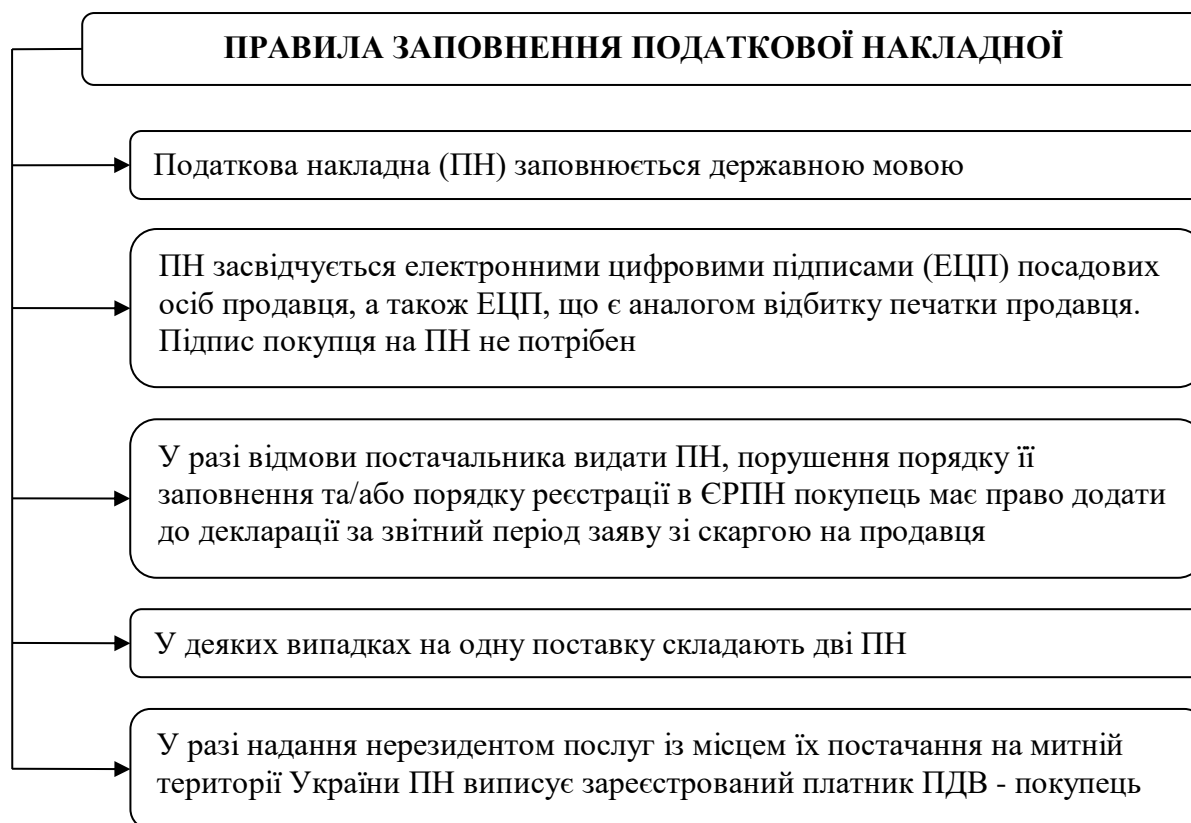 ПРАВИЛА ЗАПОВНЕННЯ ПОДАТКОВОЇ НАКЛАДНОЇ
Податкова накладна (ПН) заповнюється державною мовою
ПН засвідчується електронними цифровими підписами (ЕЦП) посадових
осіб продавця, а також ЕЦП, що є аналогом відбитку печатки продавця.
Підпис покупця на ПН не потрібен
У разі відмови постачальника видати ПН, порушення порядку її
заповнення та/або порядку реєстрації в ЄРПН покупець має право додати
до декларації за звітний період заяву зі скаргою на продавця
У деяких випадках на одну поставку складають дві ПН
У разі надання нерезидентом послуг із місцем їх постачання на митній
території України ПН виписує зареєстрований платник ПДВ - покупець